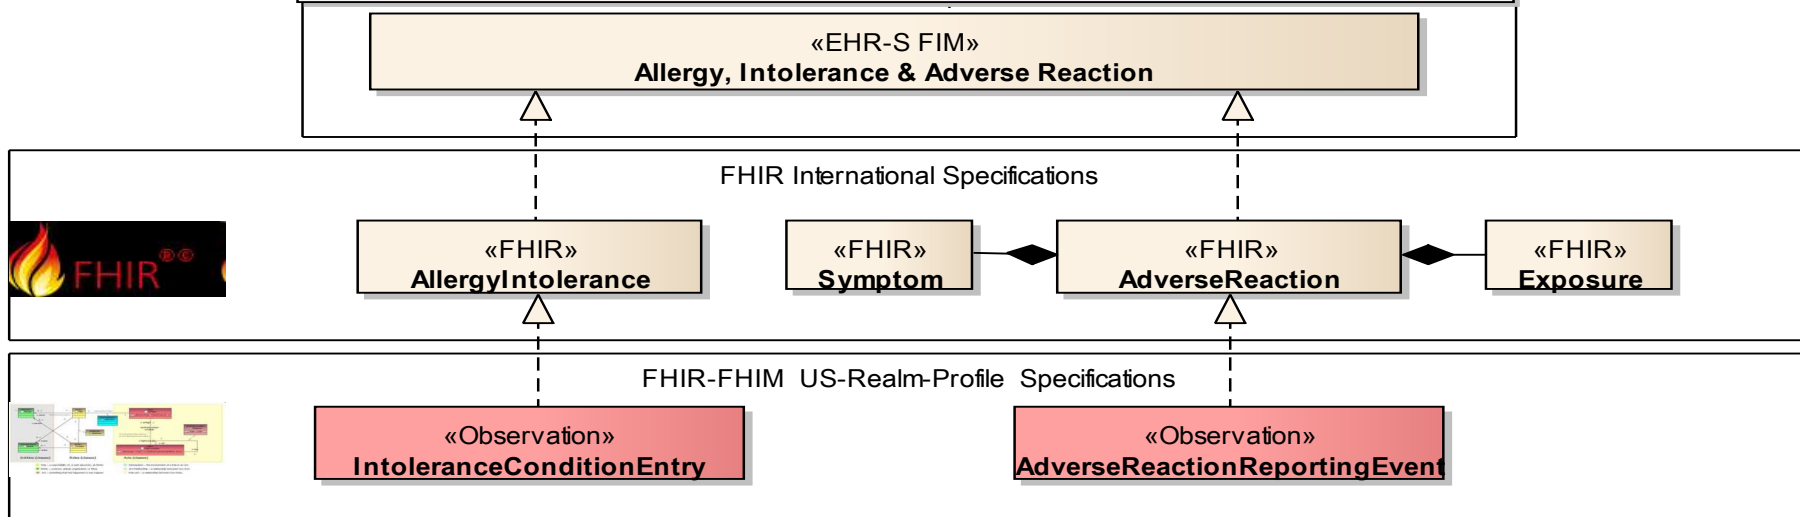 «EHR-S FIM»
Allergy, Intolerance & Adverse Reaction
FHIR International Specifications
FHIR ®©
«FHIR»
AllergyIntolerance
«FHIR»
Symptom
«FHIR»
AdverseReaction
«FHIR»
Exposure
FHIR-FHIM US-Realm-Profile Specifications
«Observation»
IntoleranceConditionEntry
«Observation»
AdverseReactionReportingEvent